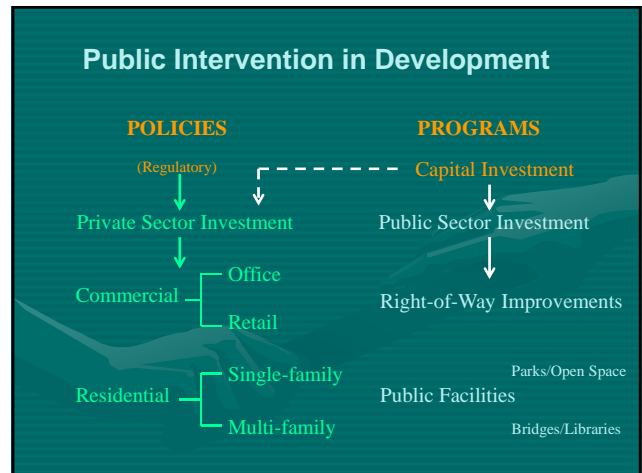 Public Intervention in Development
POLICIES
(Regulatory)
Private Sector Investment
Commercial
Office
Retail
Residential
Single-family
Multi-family
PROGRAMS
Capital Investment
Public Sector Investment
Right-of-Way Improvements
Public Facilities
Parks/Open Space
Bridges/Libraries